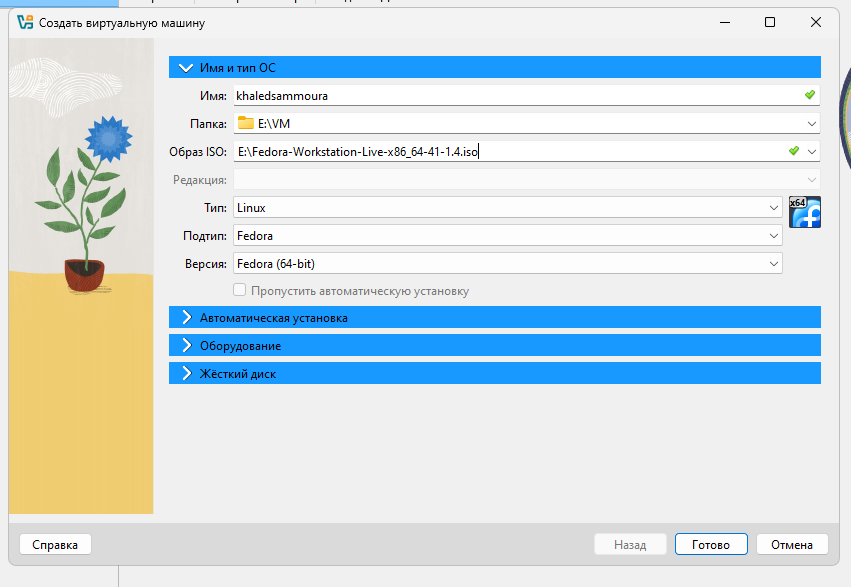 Создать виртуальную машину
Имя и тип ОС
Имя: khaledsammoura
Папка: E:\VM
Образ ISO: E:\Fedora-Workstation-Live-x86_64-41-1.4.iso
Редакция:
Тип: Linux
x64
Подтип: Fedora
Версия: Fedora (64-bit)
Пропустить автоматическую установку
Автоматическая установка
Оборудование
Жёсткий диск
Справка
Назад
Готово
Отмена